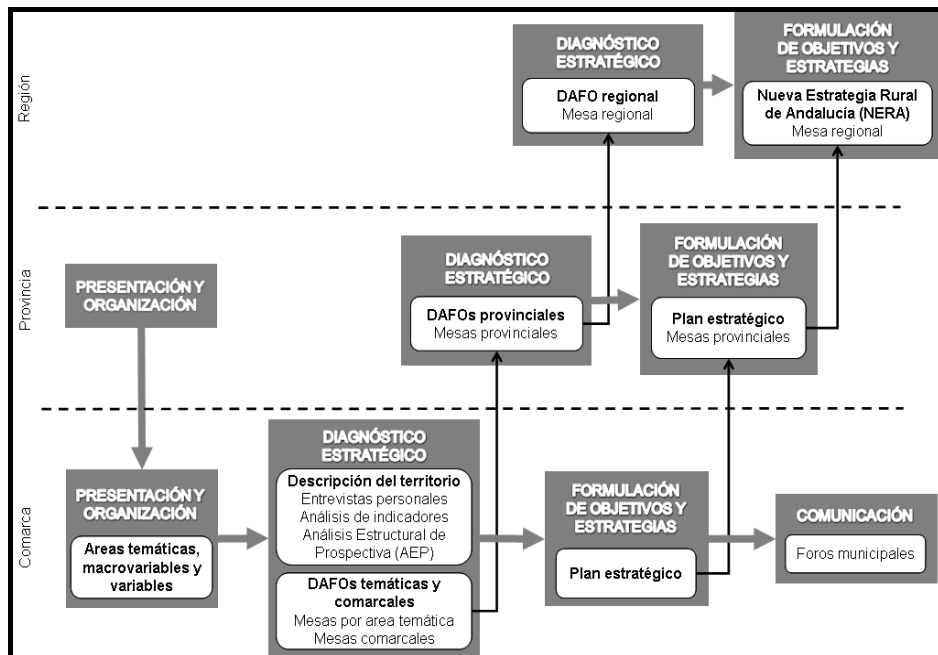 Región
DIAGNÓSTICO
ESTRATÉGICO
DAFO regional
Mesa regional
FORMULACIÓN
DE OBJETIVOS Y
ESTRATEGIAS
Nueva Estrategia Rural
de Andalucía (NERA)
Mesa regional
Provincia
PRESENTACIÓN Y
ORGANIZACIÓN
DIAGNÓSTICO
ESTRATÉGICO
DAFOs provinciales
Mesas provinciales
FORMULACIÓN
DE OBJETIVOS Y
ESTRATEGIAS
Plan estratégico
Mesas provinciales
Comarca
PRESENTACIÓN Y
ORGANIZACIÓN
Areas temáticas,
macrovariables y
variables
DIAGNÓSTICO
ESTRATÉGICO
Descripción del territorio
Entrevistas personales
Análisis de indicadores
Análisis Estructural de
Prospectiva (AEP)
DAFOs temáticas y
comarcales
Mesas por area temática
Mesas comarcales
FORMULACIÓN
DE OBJETIVOS Y
ESTRATEGIAS
Plan estratégico
COMUNICACIÓN
Foros municipales